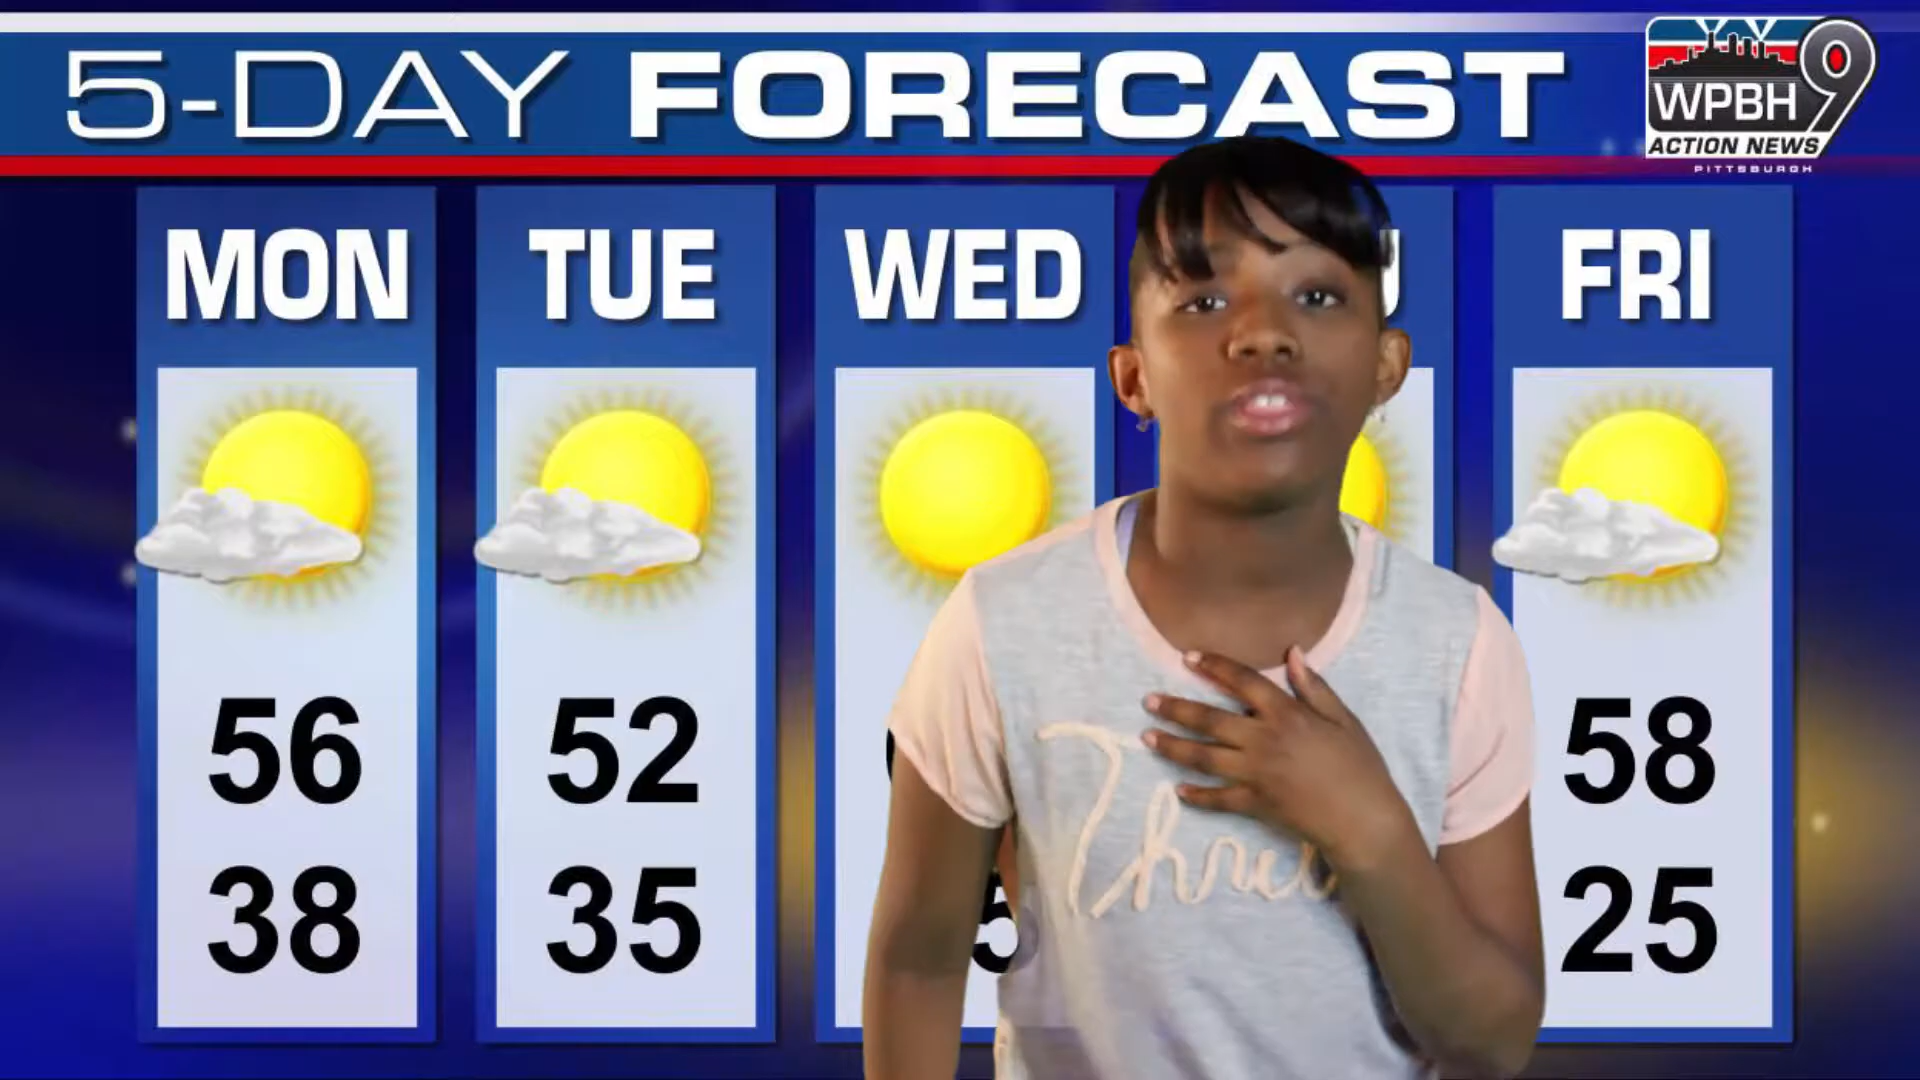 5-DAY FORECAST
WPBH 9
ACTION NEWS
PITTSBURGH
MON TUE WED FRI
56 52 58
38 35 25